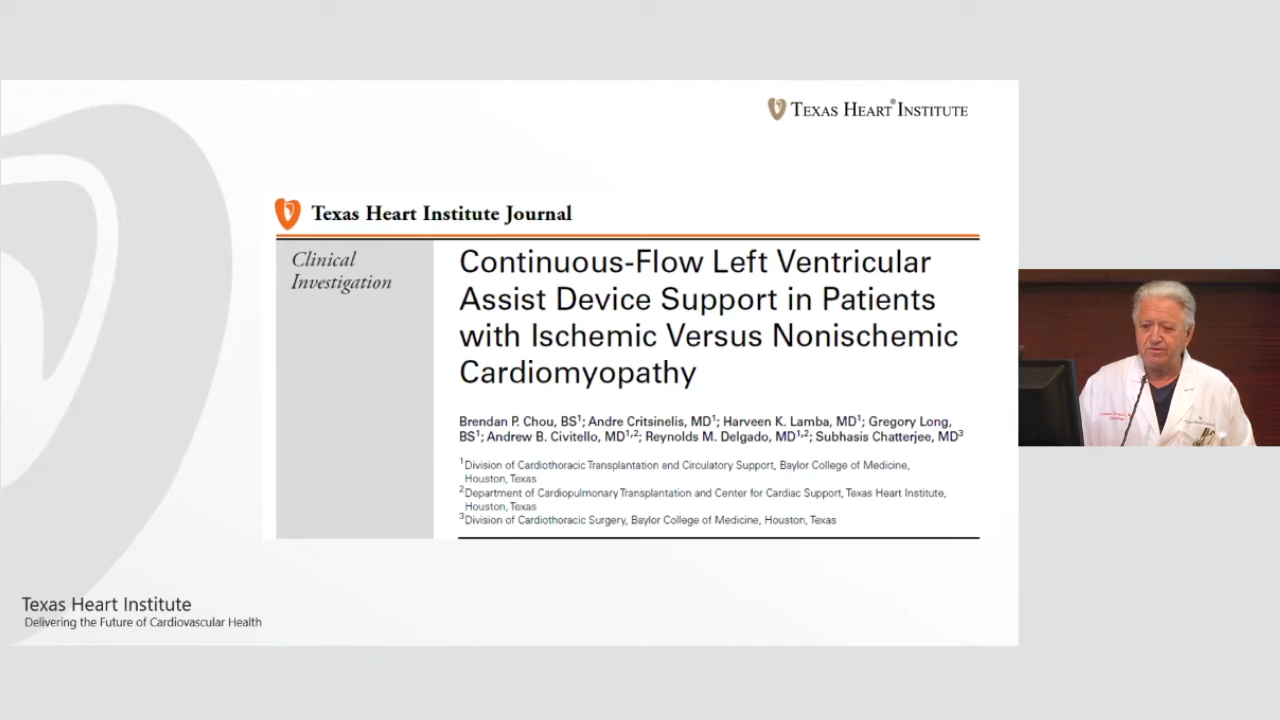 Texas Heart® Institute
Texas Heart Institute Journal
Clinical
Investigation
Continuous-Flow Left Ventricular
Assist Device Support in Patients
with Ischemic Versus Nonischemic
Cardiomyopathy
Brendan P. Chou, BS1; Andre Critsinelis, MD1; Harveen K. Lamba, MD1; Gregory Long,
BS1; Andrew B. Civitello, MD1,2; Reynolds M. Delgado, MD1,2; Subhasis Chatterjee, MD3
1Division of Cardiothoracic Transplantation and Circulatory Support, Baylor College of Medicine,
Houston, Texas
2Department of Cardiopulmonary Transplantation and Center for Cardiac Support, Texas Heart Institute,
Houston, Texas
3Division of Cardiothoracic Surgery, Baylor College of Medicine, Houston, Texas
Texas Heart Institute
Delivering the Future of Cardiovascular Health